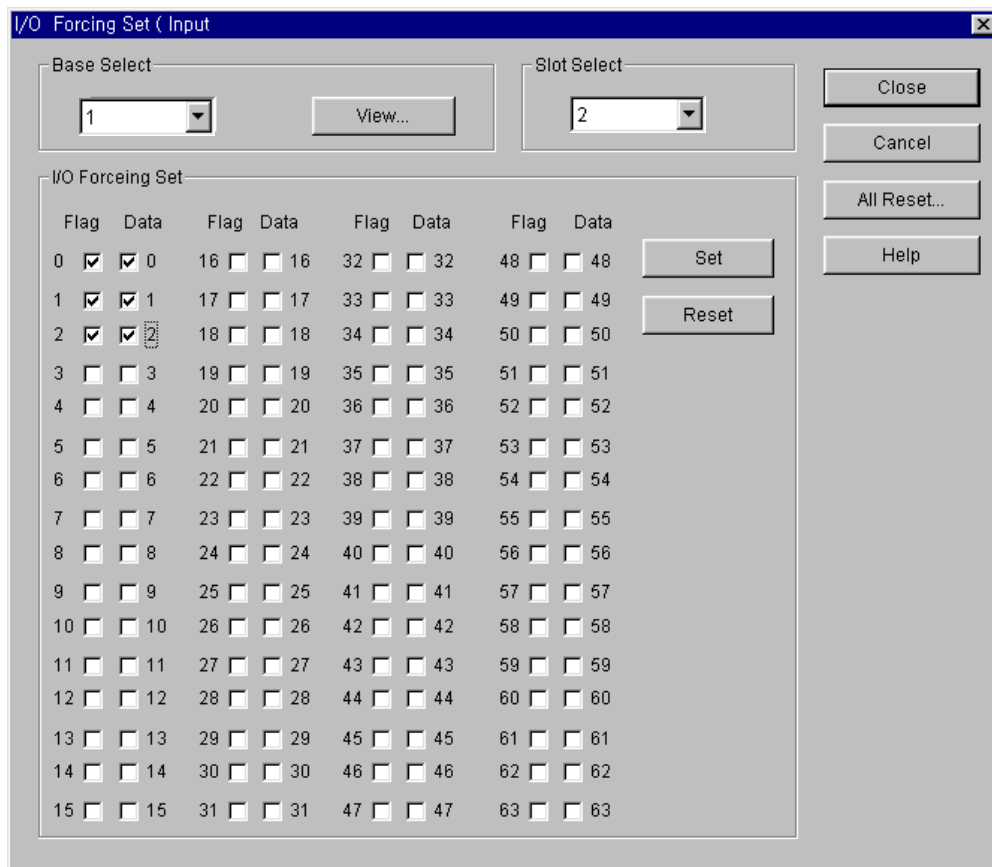 I/O Forcing Set ( Input
Base Select
1
View...
Slot Select
2
Close
Cancel
All Reset...
Help
I/O Forceing Set
Flag Data Flag Data Flag Data Flag Data
0 0 16 16 32 32 48 48
1 1 17 17 33 33 49 49
2 2 18 18 34 34 50 50
3 3 19 19 35 35 51 51
4 4 20 20 36 36 52 52
5 5 21 21 37 37 53 53
6 6 22 22 38 38 54 54
7 7 23 23 39 39 55 55
8 8 24 24 40 40 56 56
9 9 25 25 41 41 57 57
10 10 26 26 42 42 58 58
11 11 27 27 43 43 59 59
12 12 28 28 44 44 60 60
13 13 29 29 45 45 61 61
14 14 30 30 46 46 62 62
15 15 31 31 47 47 63 63
Set
Reset